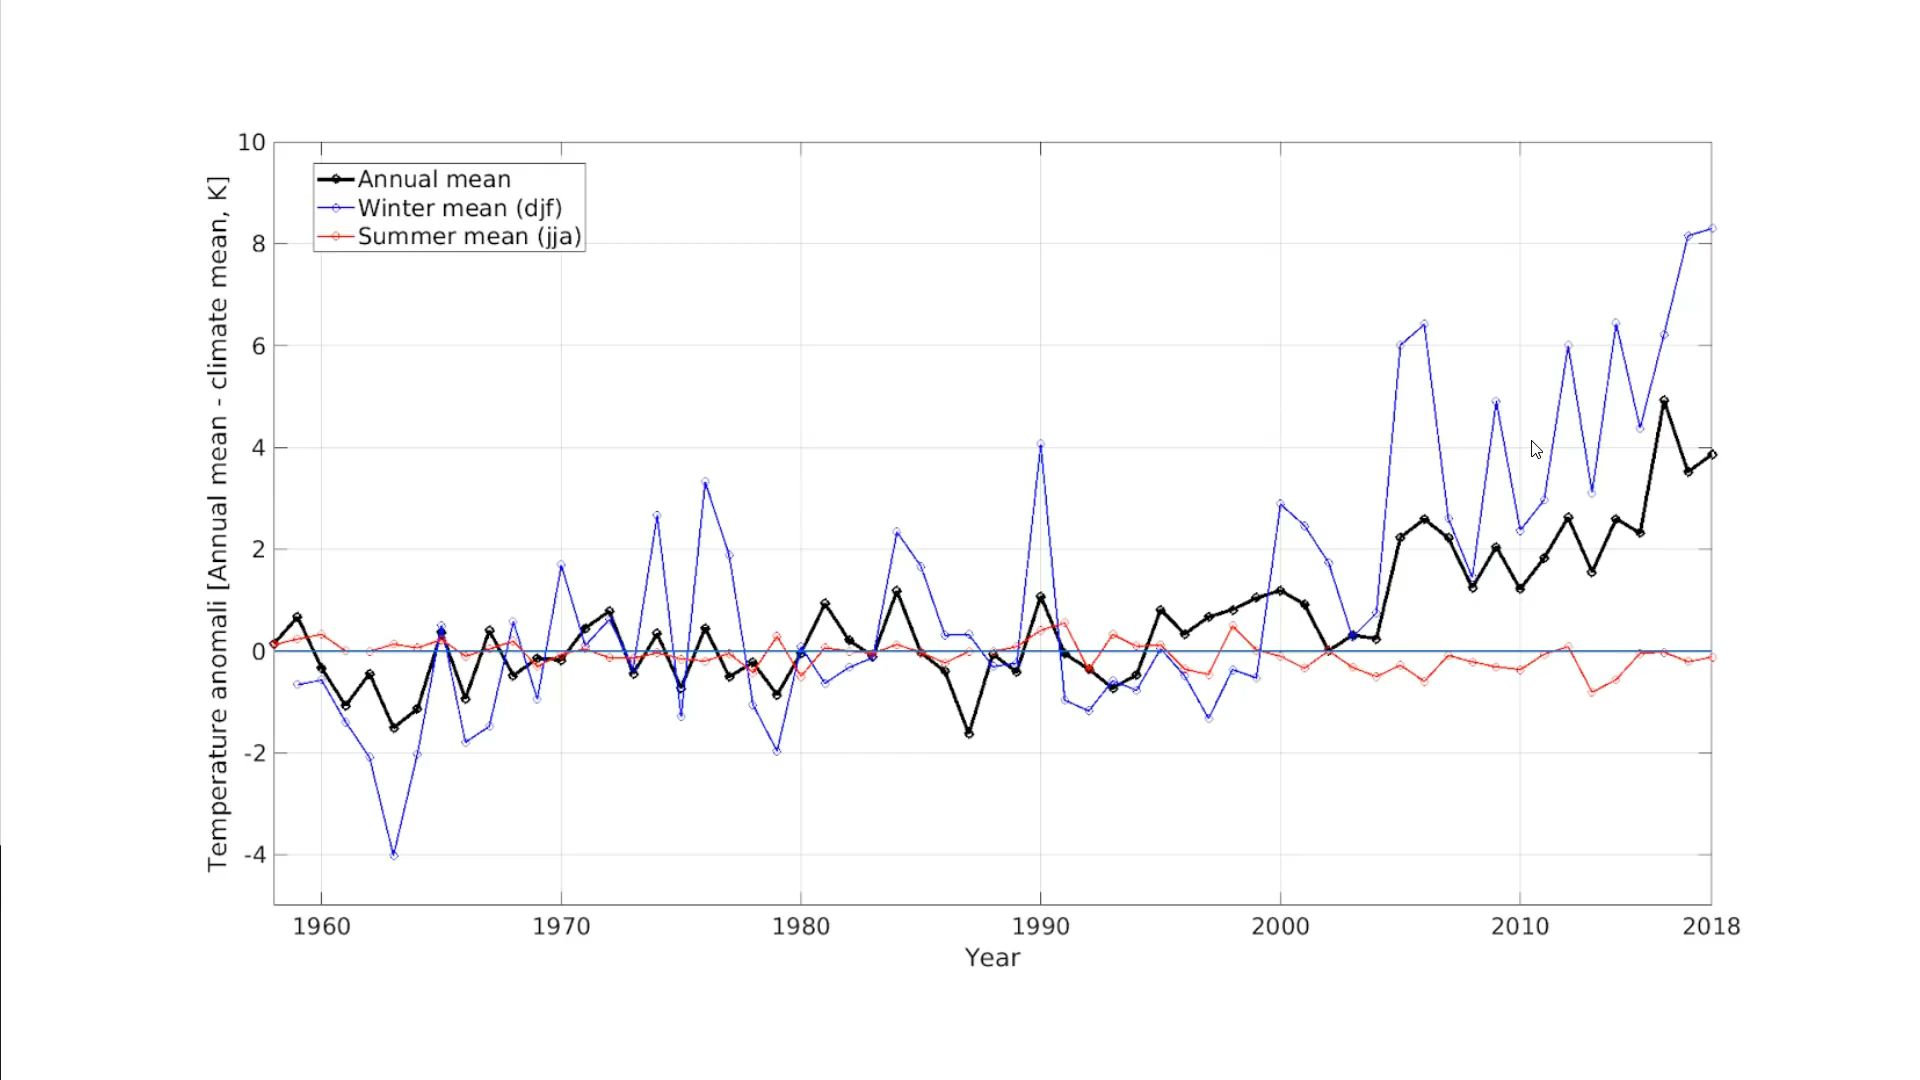 10
8
6
4
2
0
-2
-4
Temperature anomali [Annual mean - climate mean, K]
Annual mean
Winter mean (djf)
Summer mean (jja)
1960 1970 1980 1990 2000 2010 2018
Year